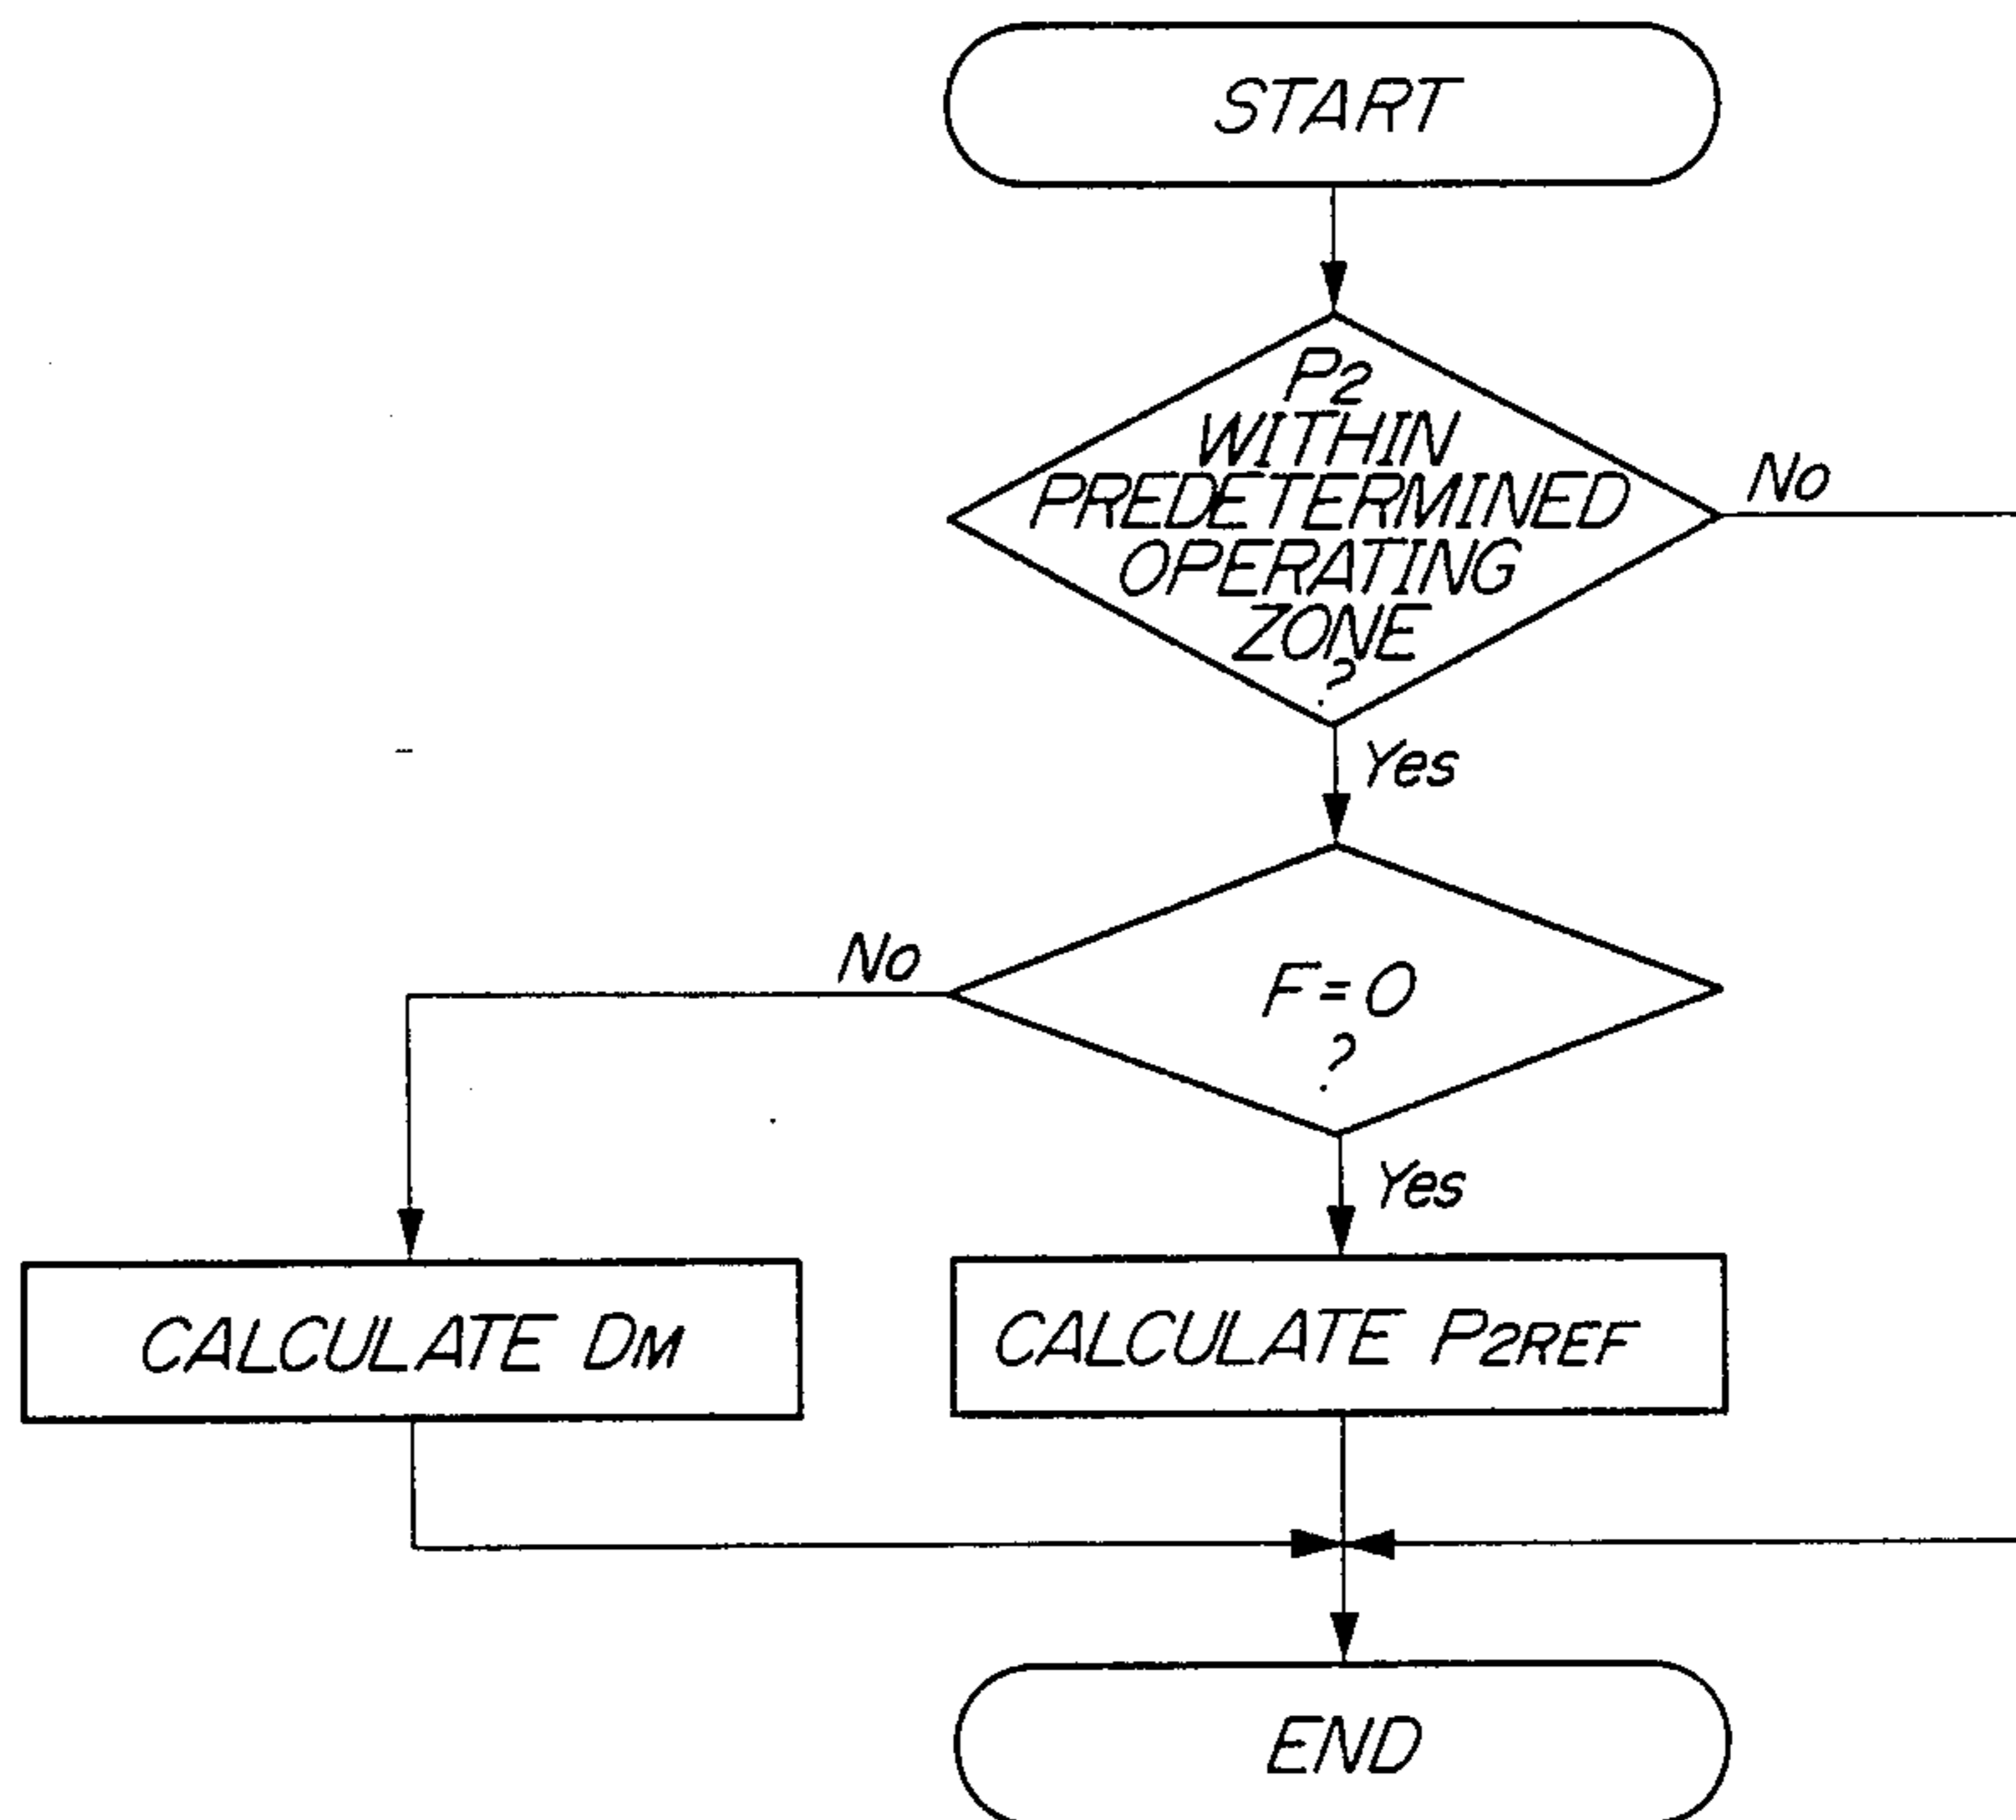 START
P2
WITHIN
PREDETERMINED
OPERATING
ZONE
?
No
Yes
F=0
?
No
Yes
CALCULATE DM
CALCULATE P2REF
END